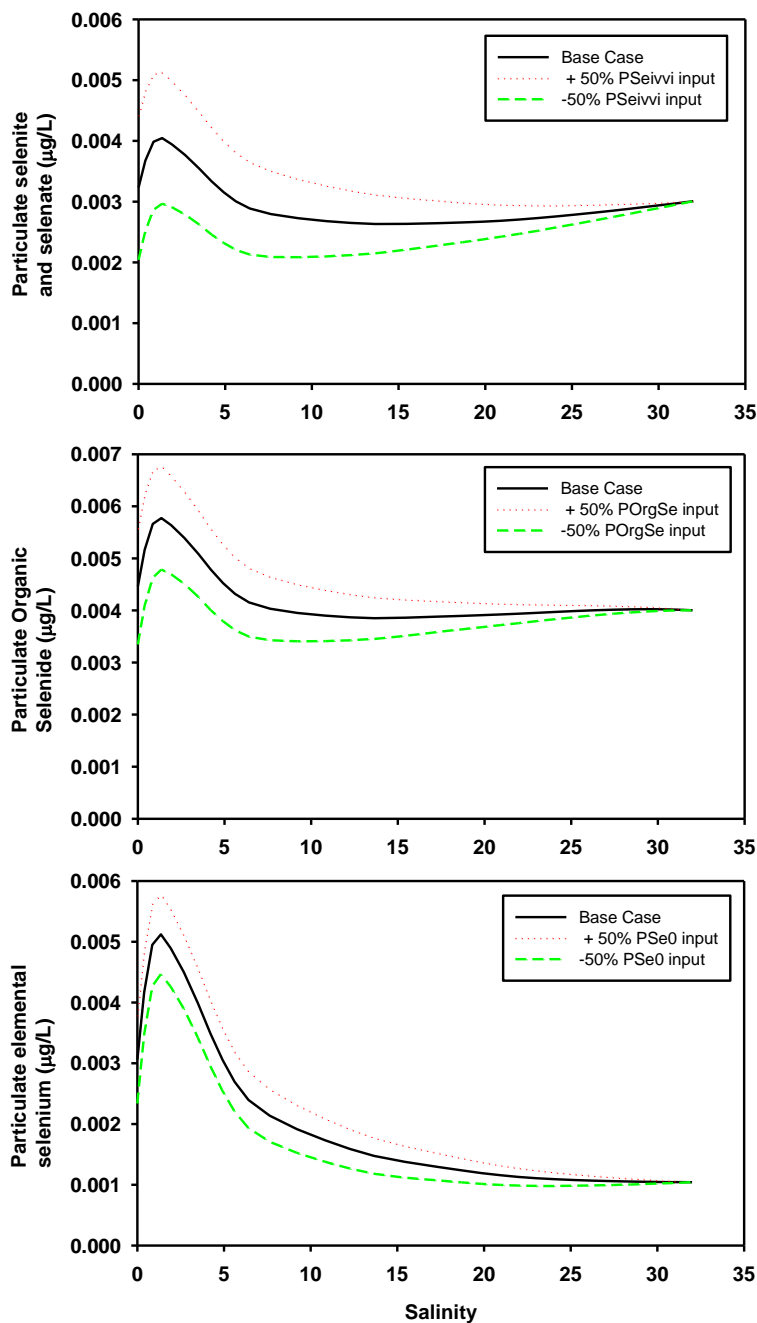 0.006
0.005
0.004
0.003
0.002
0.001
0.000
Particulate selenite
and selenate (µg/L)
Base Case
+ 50% PSeivvi input
-50% PSeivvi input
0 5 10 15 20 25 30 35
0.007
0.006
0.005
0.004
0.003
0.002
0.001
0.000
Particulate Organic
Selenide (µg/L)
Base Case
+ 50% POrgSe input
-50% POrgSe input
0 5 10 15 20 25 30 35
0.006
0.005
0.004
0.003
0.002
0.001
0.000
Particulate elemental
selenium (µg/L)
Base Case
+ 50% PSe0 input
-50% PSe0 input
0 5 10 15 20 25 30 35
Salinity